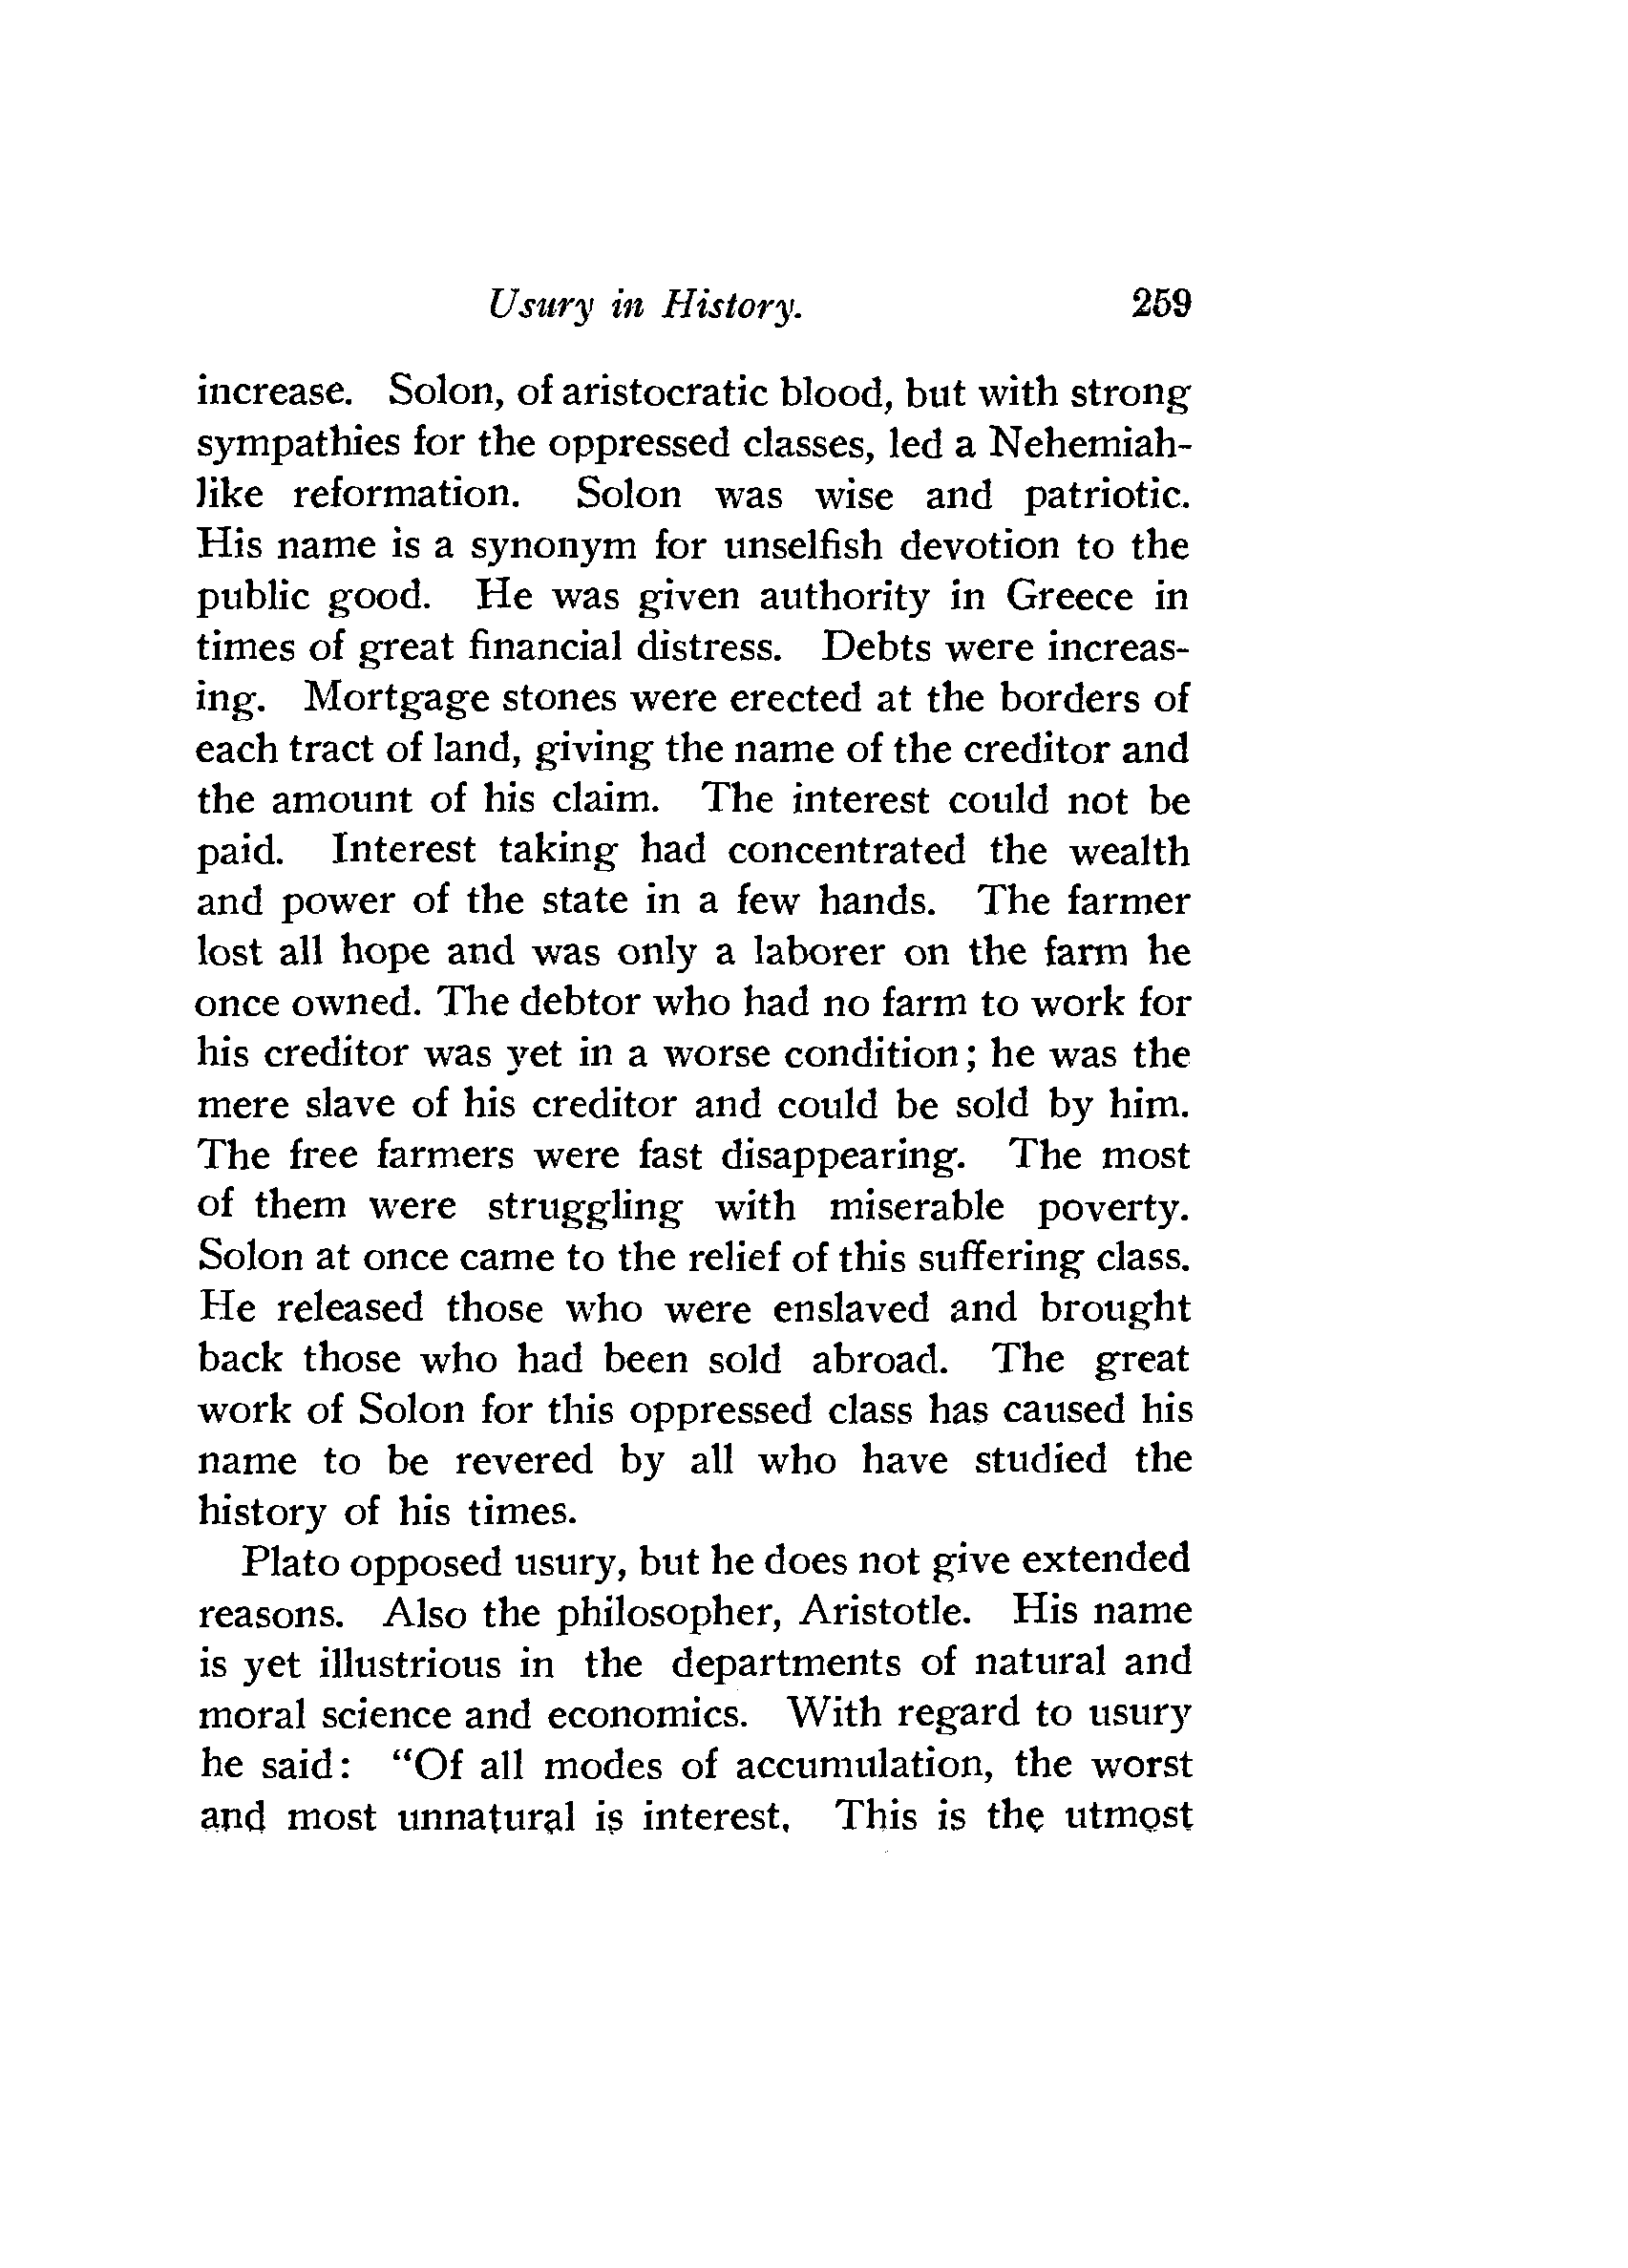 Usury in History. 259
increase. Solon, of aristocratic blood, but with strong
sympathies for the oppressed classes, led a Nehemiah-
like reformation. Solon was wise and patriotic.
His name is a synonym for unselfish devotion to the
public good. He was given authority in Greece in
times of great financial distress. Debts were increas-
ing. Mortgage stones were erected at the borders of
each tract of land, giving the name of the creditor and
the amount of his claim. The interest could not be
paid. Interest taking had concentrated the wealth
and power of the state in a few hands. The farmer
lost all hope and was only a laborer on the farm he
once owned. The debtor who had no farm to work for
his creditor was yet in a worse condition; he was the
mere slave of his creditor and could be sold by him.
The free farmers were fast disappearing. The most
of them were struggling with miserable poverty.
Solon at once came to the relief of this suffering class.
He released those who were enslaved and brought
back those who had been sold abroad. The great
work of Solon for this oppressed class has caused his
name to be revered by all who have studied the
history of his times.
Plato opposed usury, but he does not give extended
reasons. Also the philosopher, Aristotle. His name
is yet illustrious in the departments of natural and
moral science and economics. With regard to usury
he said: "Of all modes of accumulation, the worst
and most unnatural is interest. This is the utmost